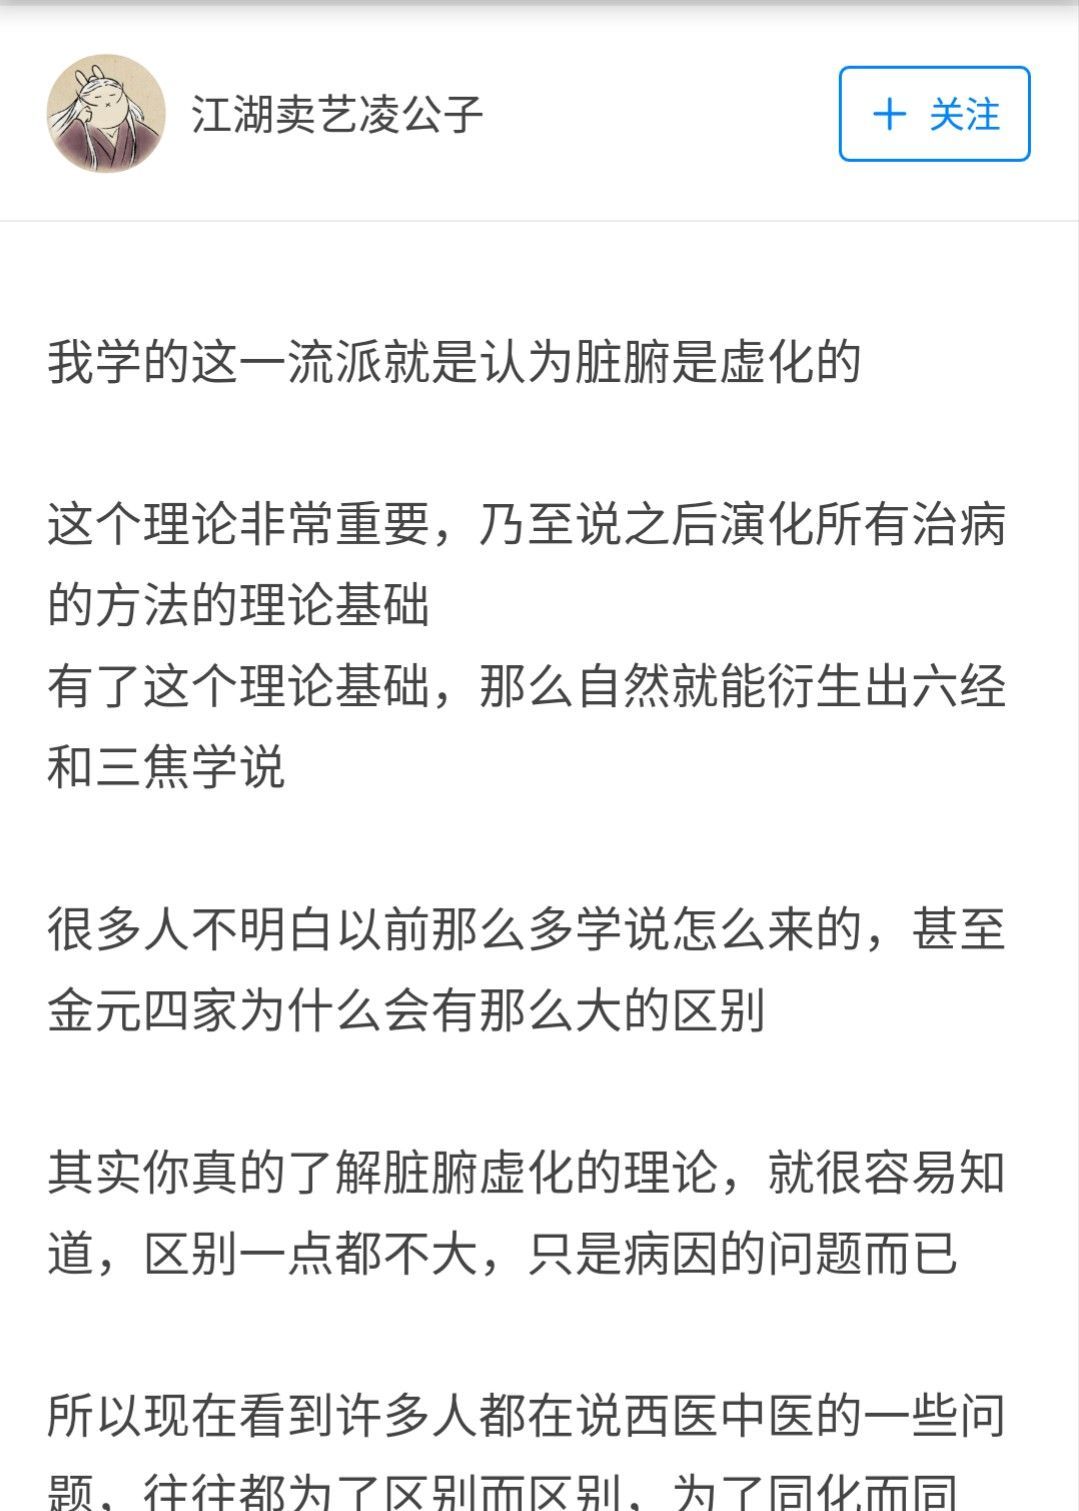 江湖卖艺凌公子
＋ 关注
我学的这一流派就是认为脏腑是虚化的
这个理论非常重要，乃至说之后演化所有治病
的方法的理论基础
有了这个理论基础，那么自然就能衍生出六经
和三焦学说
很多人不明白以前那么多学说怎么来的，甚至
金元四家为什么会有那么大的区别
其实你真的了解脏腑虚化的理论，就很容易知
道，区别一点都不大，只是病因的问题而已
所以现在看到许多人都在说西医中医的一些问
题，往往都为了区别而区别，为了同化而同